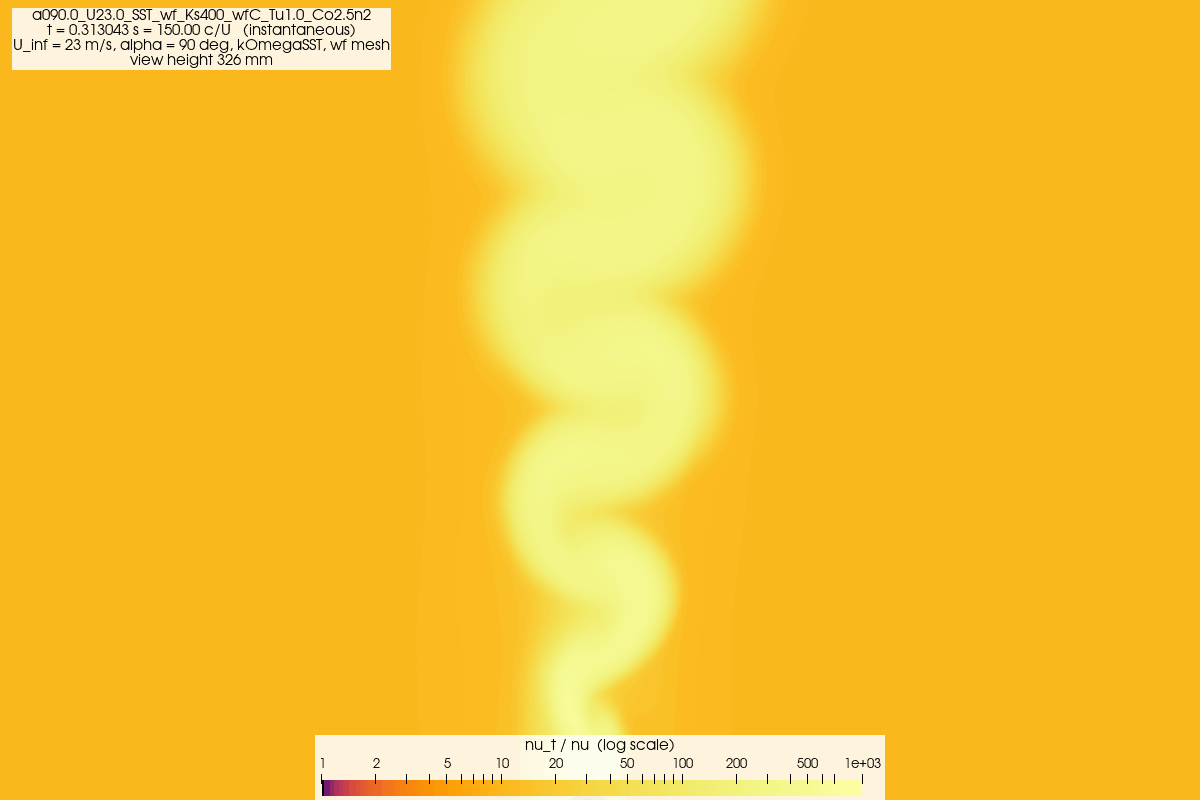 a090.0_U23.0_SST_wf_Ks400_wfC_Tu1.0_Co2.5n2
t = 0.313043 s = 150.00 c/U (instantaneous)
U_inf = 23 m/s, alpha = 90 deg, kOmegaSST, wf mesh
view height 326 mm
nu_t / nu (log scale)
1 2 5 10 20 50 100 200 500 1e+03